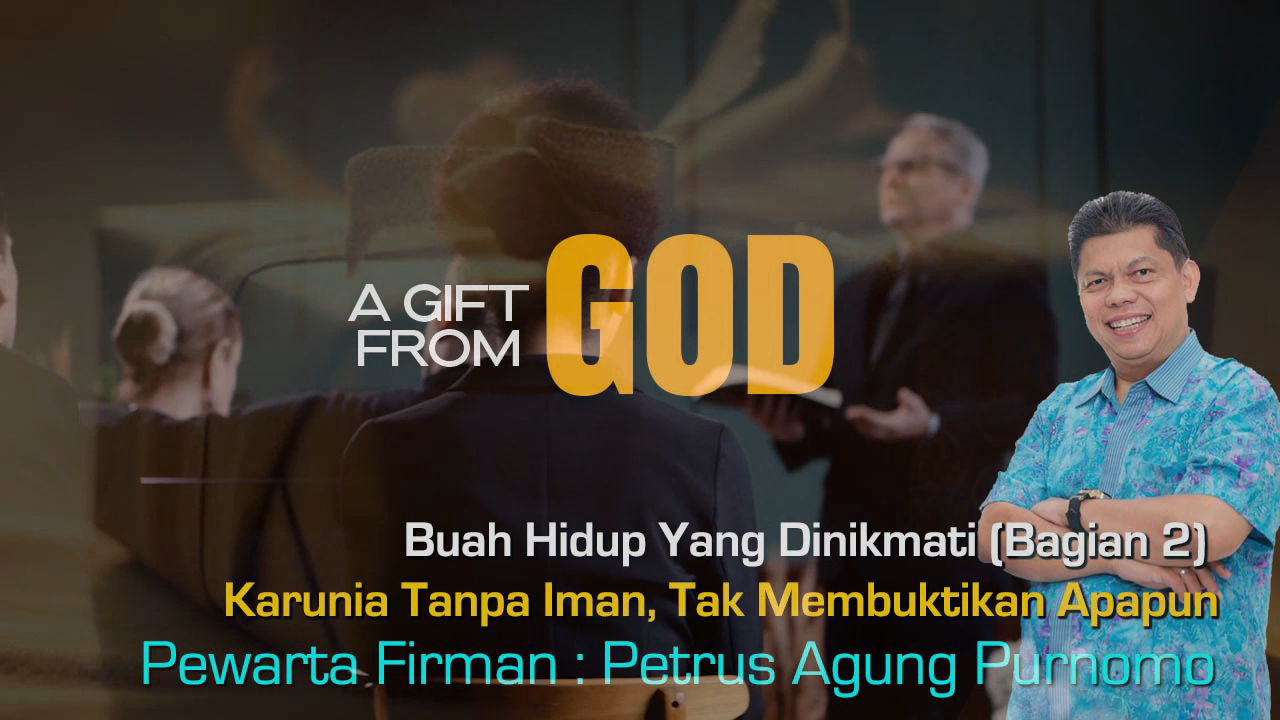 A GIFT
FROM GOD
Buah Hidup Yang Dinikmati (Bagian 2)
Karunia Tanpa Iman, Tak Membuktikan Apapun
Pewarta Firman : Petrus Agung Purnomo